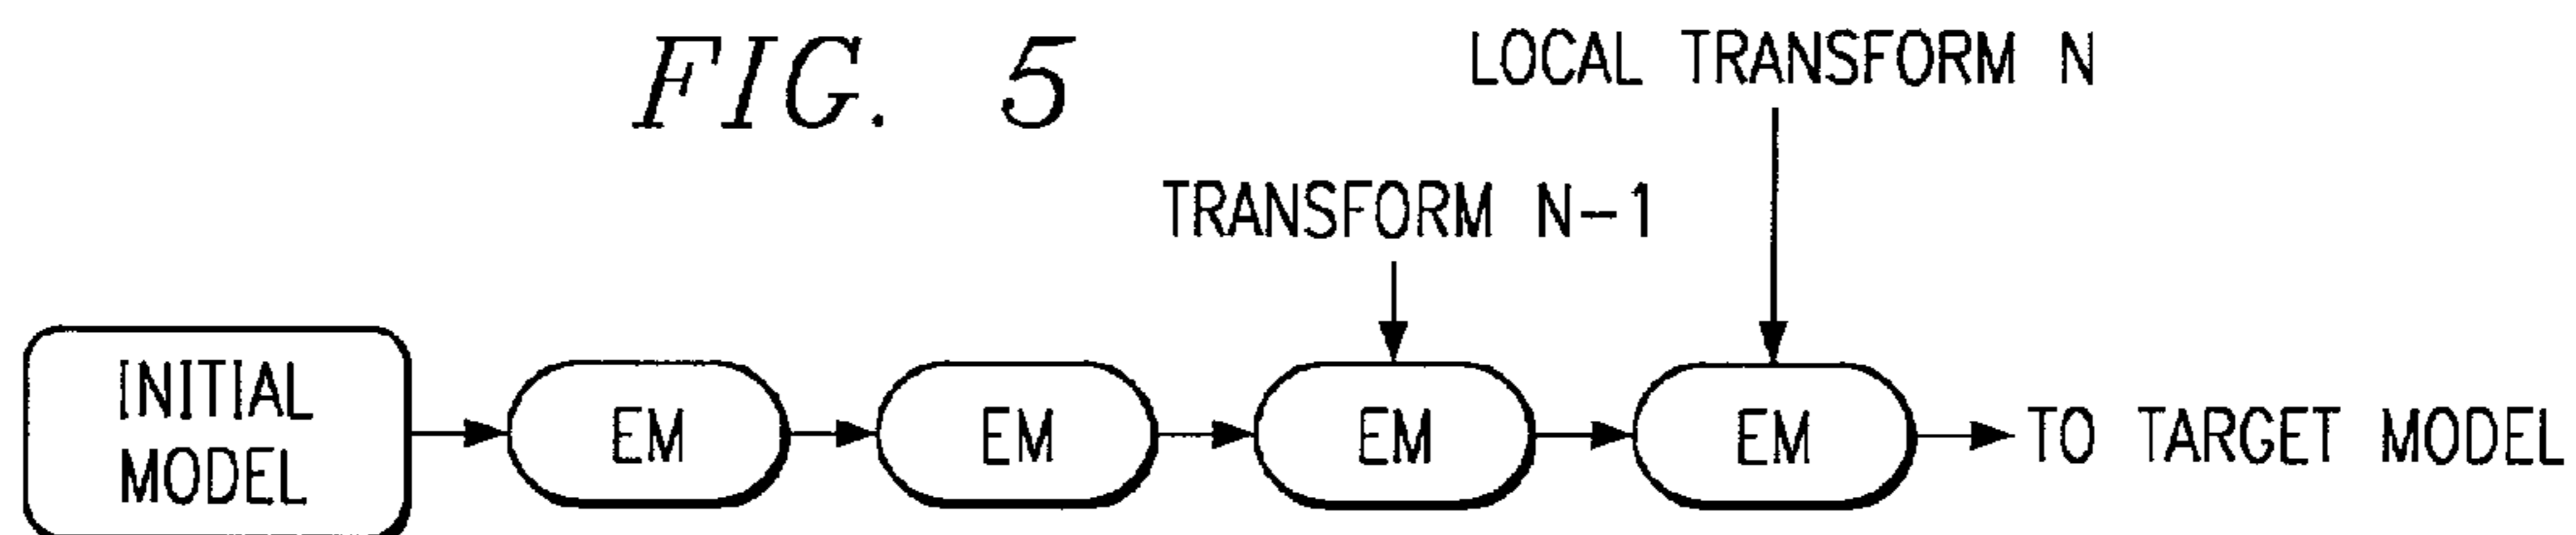 FIG. 5
LOCAL TRANSFORM N
TRANSFORM N-1
INITIAL
MODEL
EM
EM
EM
EM
TO TARGET MODEL